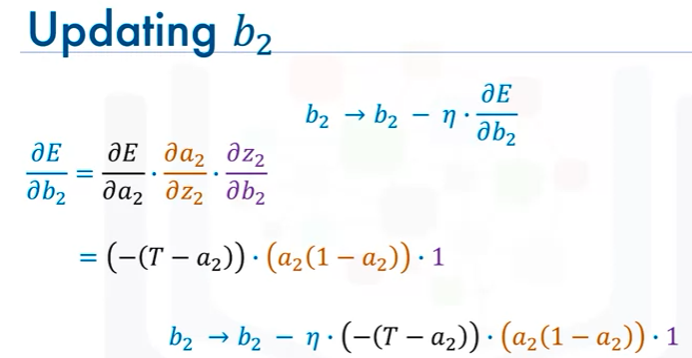 Updating b₂
b₂ → b₂ − η · ∂E/∂b₂
∂E/∂b₂ = ∂E/∂a₂ · ∂a₂/∂z₂ · ∂z₂/∂b₂
= (−(T − a₂)) · (a₂(1 − a₂)) · 1
b₂ → b₂ − η · (−(T − a₂)) · (a₂(1 − a₂)) · 1